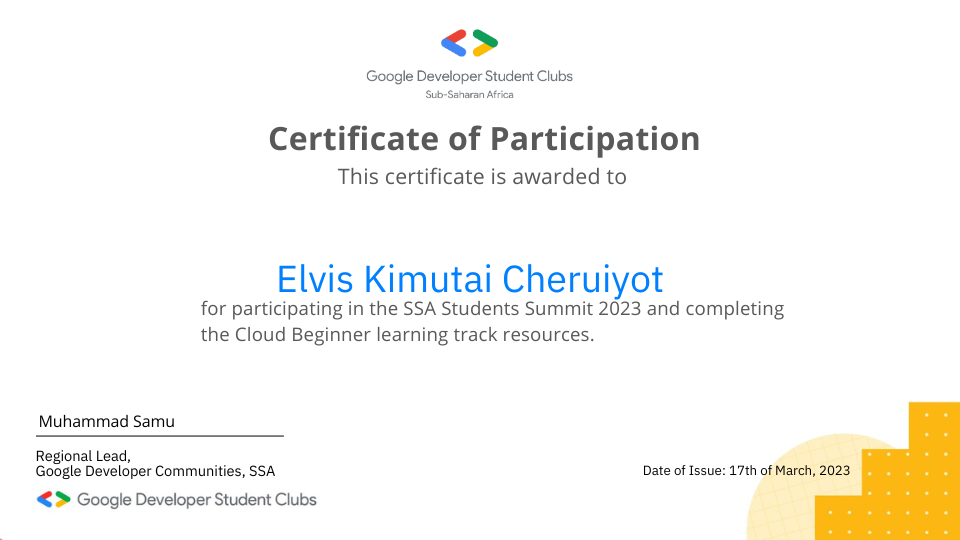 Google Developer Student Clubs
Sub-Saharan Africa
Certificate of Participation
This certificate is awarded to
Elvis Kimutai Cheruiyot
for participating in the SSA Students Summit 2023 and completing
the Cloud Beginner learning track resources.
Muhammad Samu
Regional Lead,
Google Developer Communities, SSA
Date of Issue: 17th of March, 2023
Google Developer Student Clubs